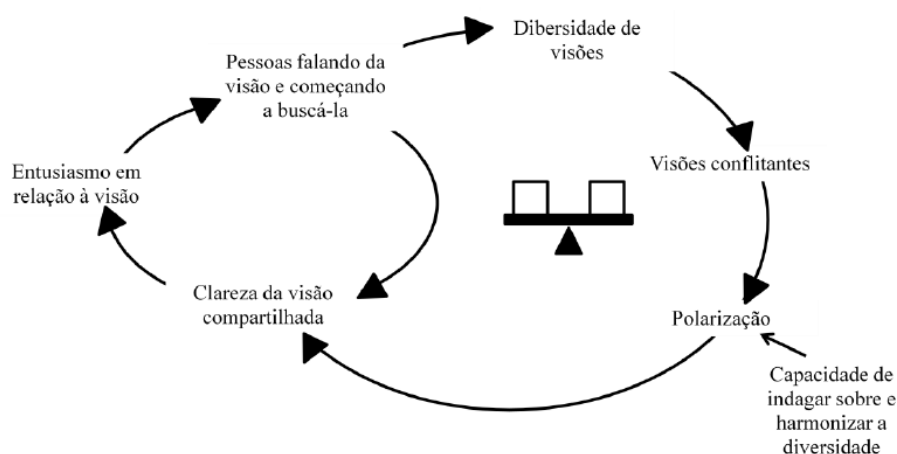 Dibersidade de
visões
Pessoas falando da
visão e começando
a buscá-la
Visões conflitantes
Entusiasmo em
relação à visão
Clareza da visão
compartilhada
Polarização
Capacidade de
indagar sobre e
harmonizar a
diversidade